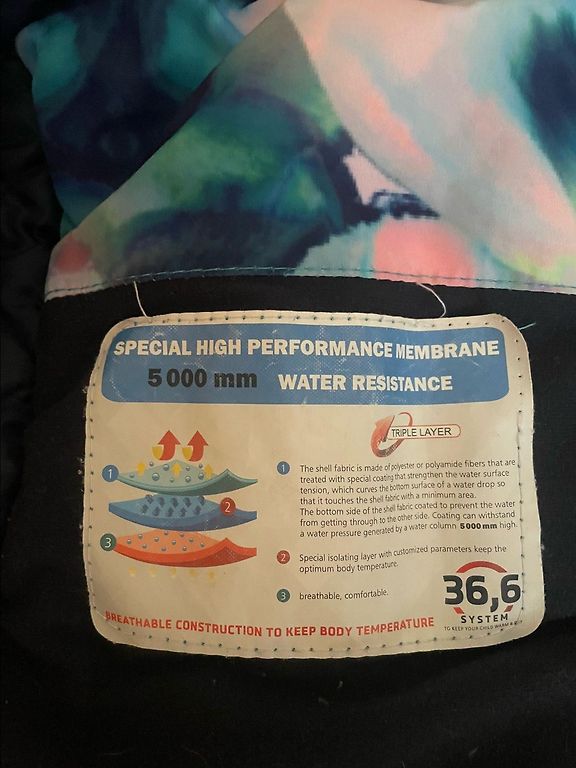 SPECIAL HIGH PERFORMANCE MEMBRANE
5 000 mm WATER RESISTANCE
TRIPLE LAYER
1
2
3
1 The shell fabric is made of polyester or polyamide fibers that are
treated with special coating that strengthen the water surface
tension, which curves the bottom surface of a water drop so
that it touches the shell fabric with a minimum area.
The bottom side of the shell fabric coated to prevent the water
from getting through to the other side. Coating can withstand
a water pressure generated by a water column 5000 mm high.
2 Special isolating layer with customized parameters keep the
optimum body temperature.
3 breathable, comfortable.
36,6
SYSTEM
TO KEEP YOUR CHILD WARM &
BREATHABLE CONSTRUCTION TO KEEP BODY TEMPERATURE